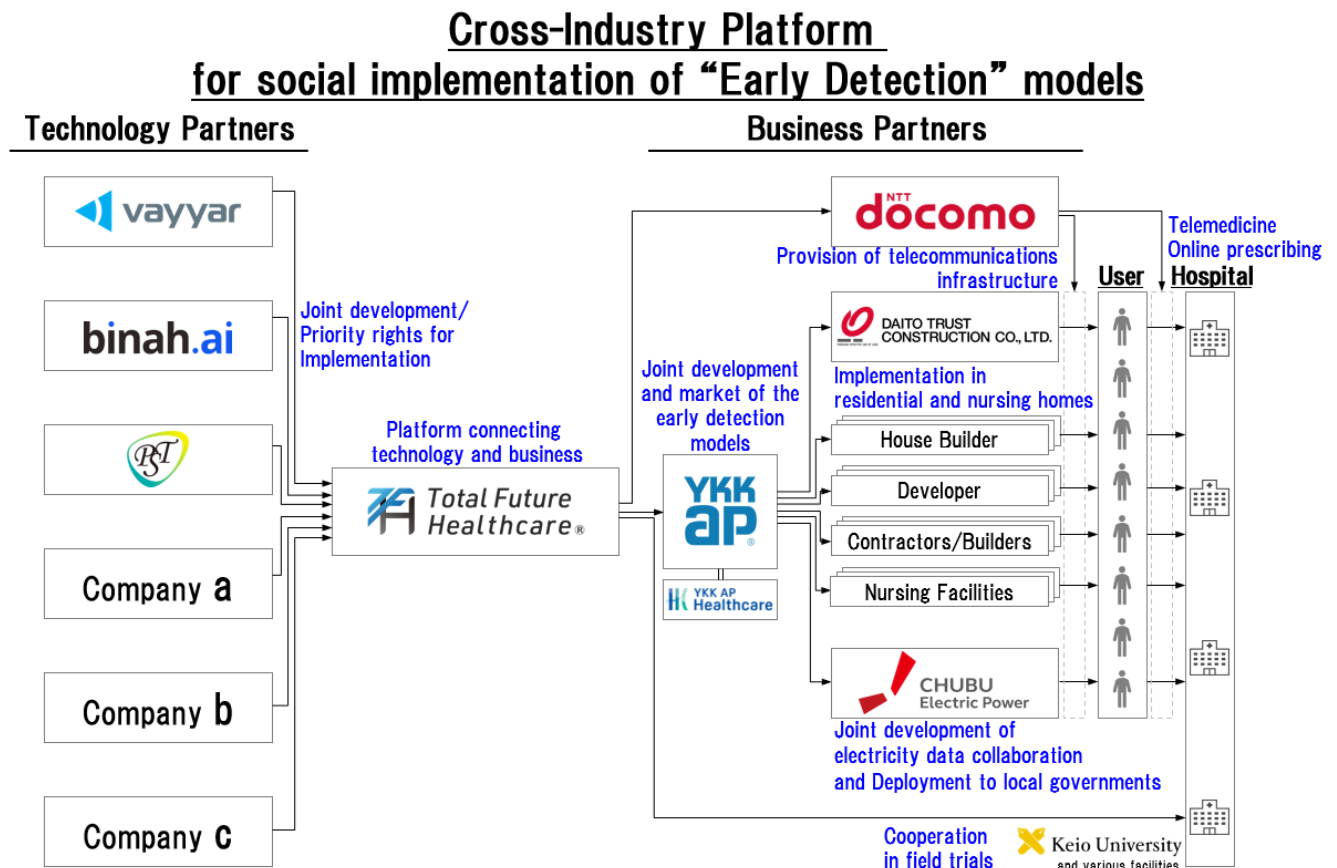 Cross-Industry Platform
for social implementation of “Early Detection” models
Technology Partners
Business Partners
vayyar
binah.ai
PST
Company a
Company b
Company c
Joint development/
Priority rights for
Implementation
Platform connecting
technology and business
Total Future
Healthcare®
Joint development
and market of the
early detection
models
YKK
ap®
YKK AP
Healthcare
NTT
docomo
Provision of telecommunications
infrastructure
Telemedicine
Online prescribing
User
Hospital
DAITO TRUST
CONSTRUCTION CO., LTD.
Implementation in
residential and nursing homes
House Builder
Developer
Contractors/Builders
Nursing Facilities
CHUBU
Electric Power
Joint development of
electricity data collaboration
and Deployment to local governments
Cooperation
in field trials
Keio University
and various facilities